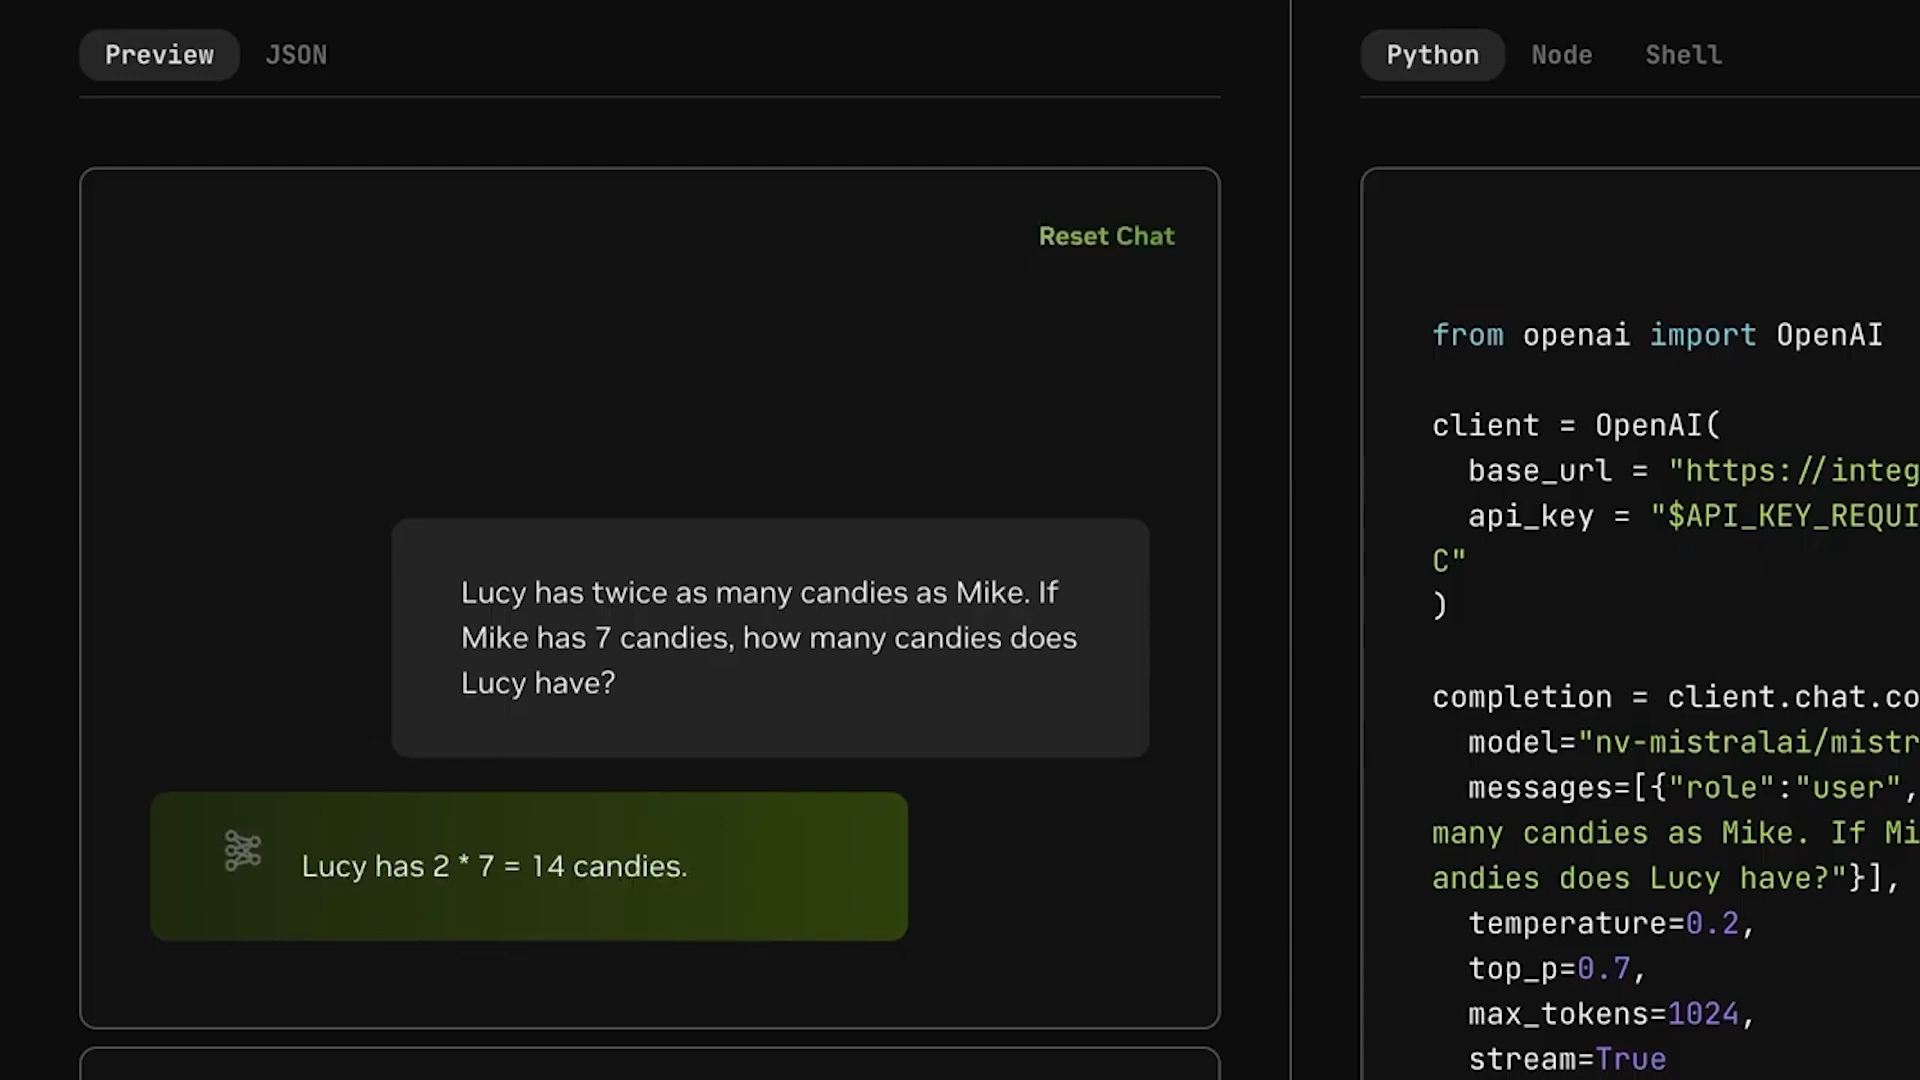 Preview JSON
Reset Chat
Lucy has twice as many candies as Mike. If
Mike has 7 candies, how many candies does
Lucy have?
Lucy has 2 * 7 = 14 candies.
Python Node Shell
from openai import OpenAI
client = OpenAI(
base_url = "https://integ
api_key = "$API_KEY_REQUI
C"
)
completion = client.chat.co
model="nv-mistralai/mistr
messages=[{"role":"user",
many candies as Mike. If Mi
andies does Lucy have?"}],
temperature=0.2,
top_p=0.7,
max_tokens=1024,
stream=True